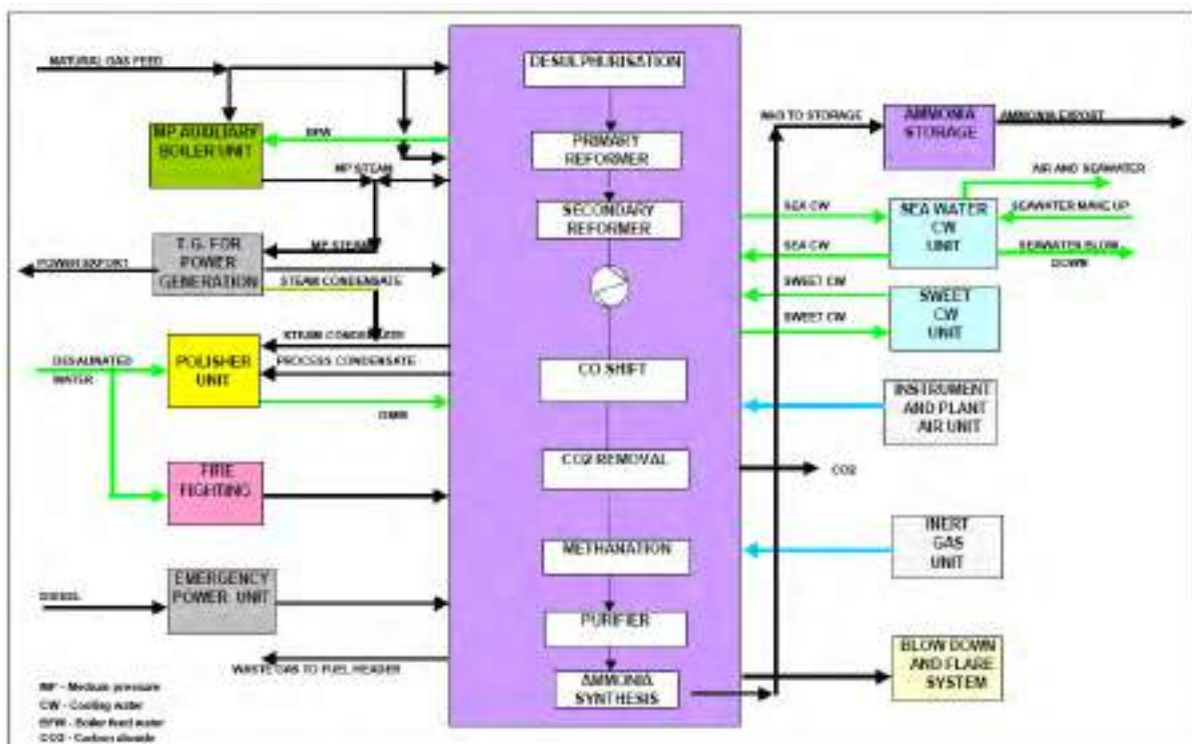 NATURAL GAS FEED
MP AUXILIARY
BOILER UNIT
BFW
MP STEAM
T.G. FOR
POWER
GENERATION
MP STEAM
POWER EXPORT
STEAM CONDENSATE
STEAM CONDENSATE
PROCESS CONDENSATE
DESALINATED
WATER
POLISHER
UNIT
FIRE
FIGHTING
DIESEL
EMERGENCY
POWER UNIT
WASTE GAS TO FUEL HEADER
MP - Medium pressure
CW - Cooling water
BFW - Boiler feed water
CO2 - Carbon dioxide
DESULPHURISATION
PRIMARY
REFORMER
SECONDARY
REFORMER
CO SHIFT
CO2 REMOVAL
METHANATION
PURIFIER
AMMONIA
SYNTHESIS
TO STORAGE
AMMONIA
STORAGE
AMMONIA EXPORT
AIR AND SEAWATER
SEA CW
SEA WATER
CW
UNIT
SEAWATER MAKE UP
SEA CW
SEAWATER BLOW
DOWN
SWEET CW
SWEET
CW
UNIT
SWEET CW
INSTRUMENT
AND PLANT
AIR UNIT
CO2
INERT
GAS
UNIT
BLOW DOWN
AND FLARE
SYSTEM